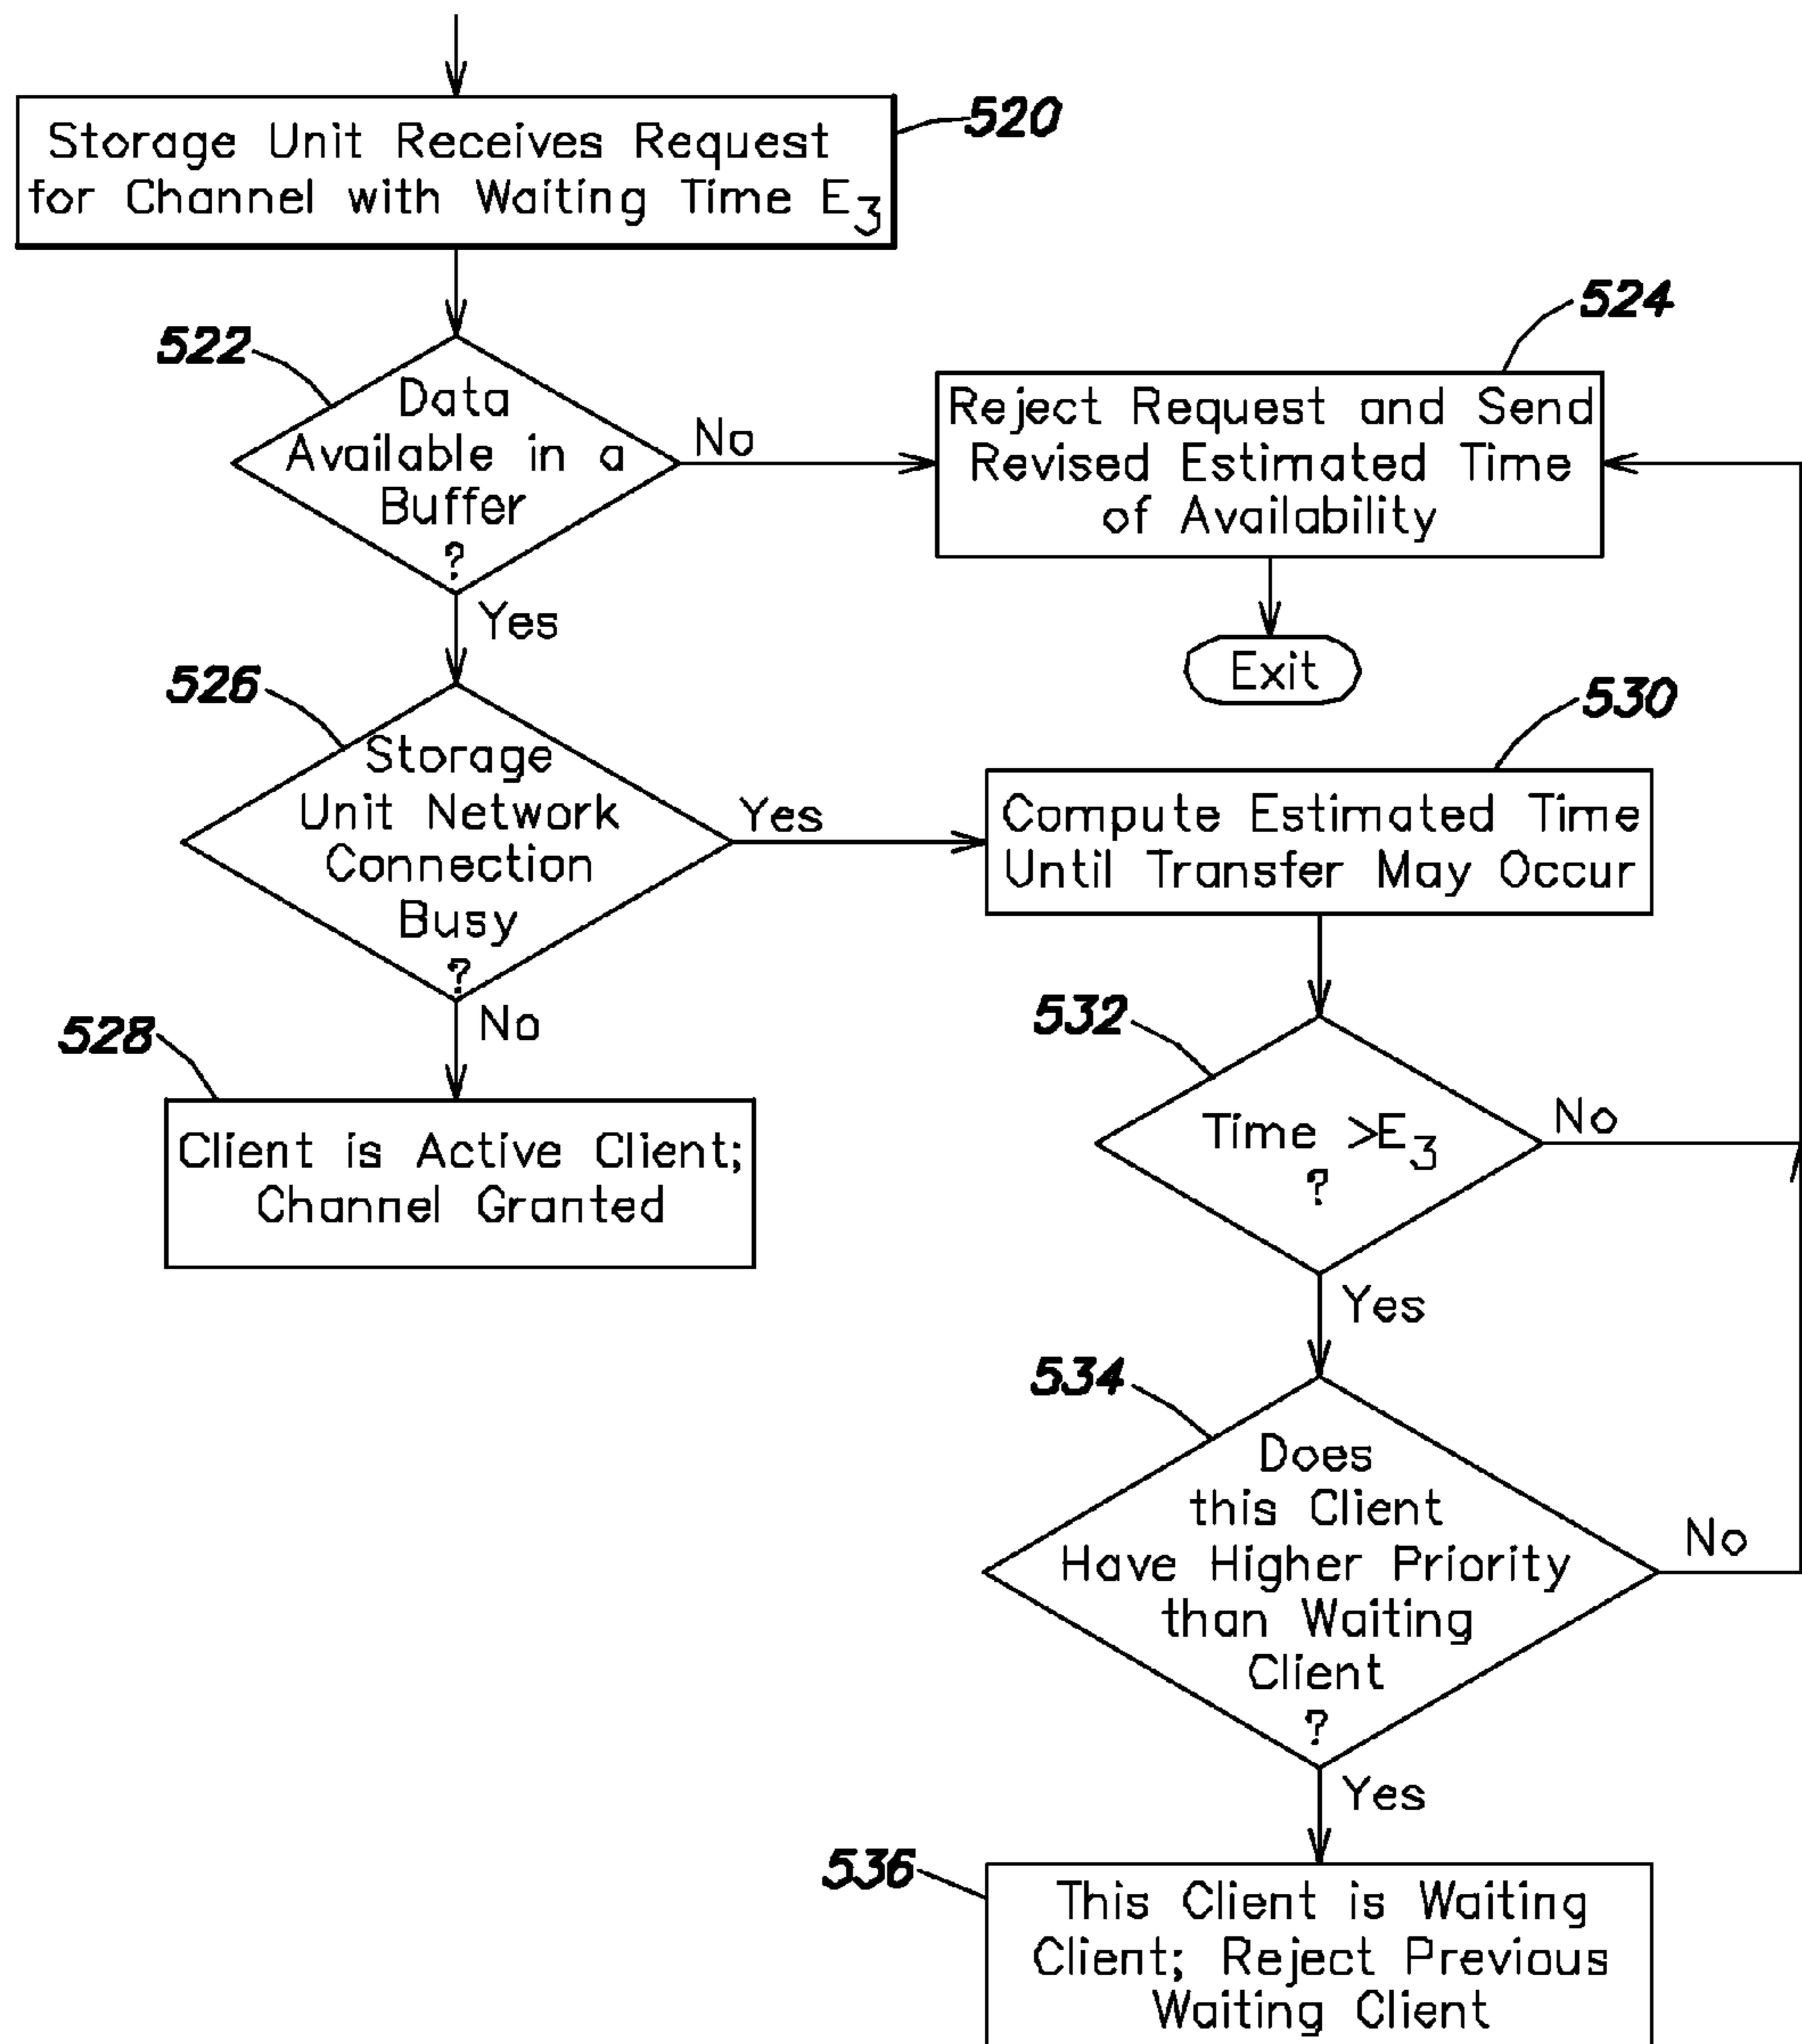 520
Storage Unit Receives Request
for Channel with Waiting Time E3
522
Data
Available in a
Buffer
?
No
Yes
524
Reject Request and Send
Revised Estimated Time
of Availability
Exit
526
Storage
Unit Network
Connection
Busy
?
Yes
No
528
Client is Active Client;
Channel Granted
530
Compute Estimated Time
Until Transfer May Occur
532
Time >E3
?
No
Yes
534
Does
this Client
Have Higher Priority
than Waiting
Client
?
No
Yes
536
This Client is Waiting
Client; Reject Previous
Waiting Client